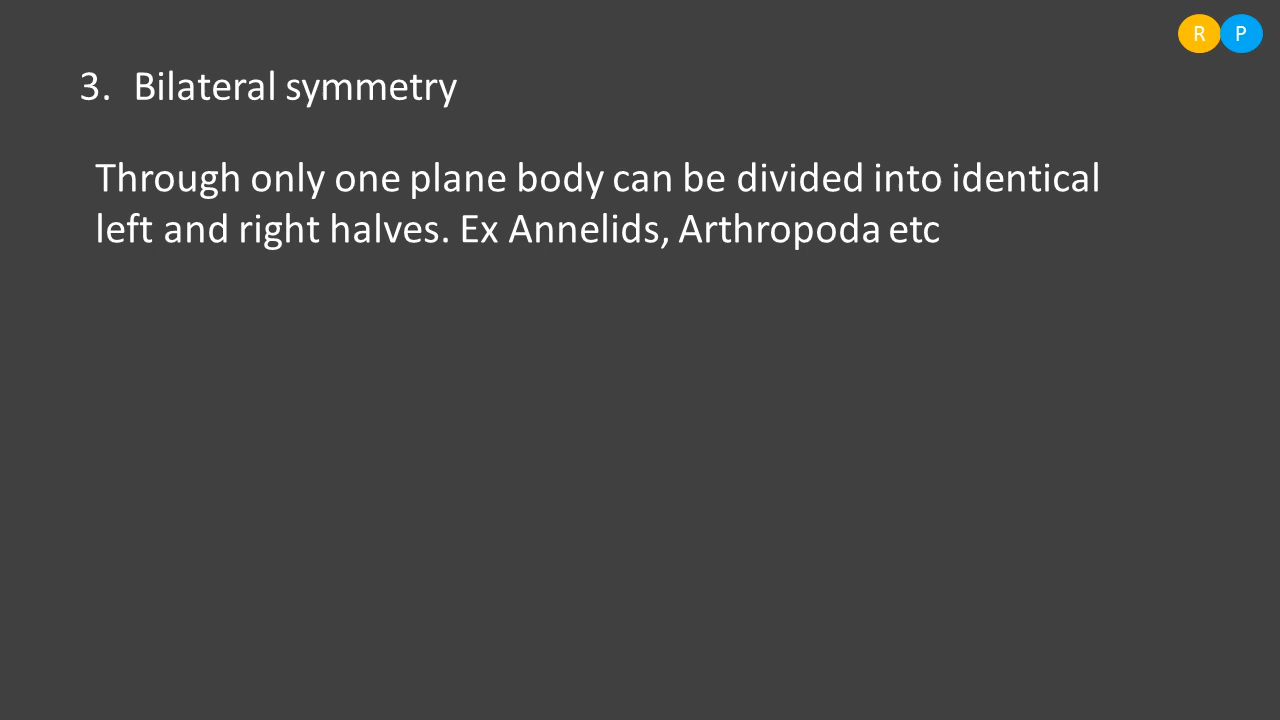 R P
3. Bilateral symmetry
Through only one plane body can be divided into identical
left and right halves. Ex Annelids, Arthropoda etc